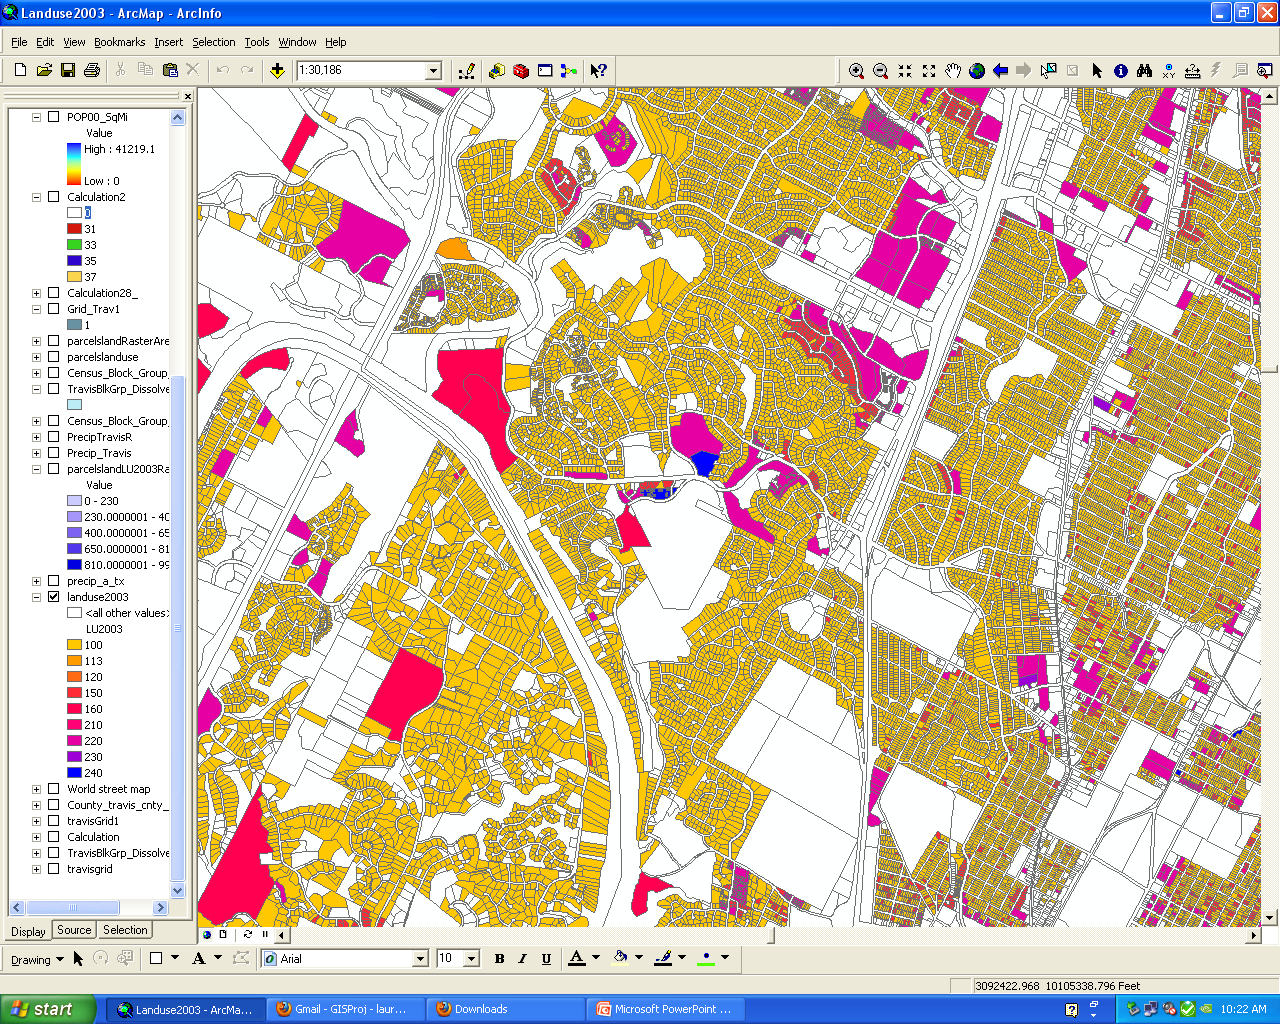 Landuse2003 - ArcMap - ArcInfo
File Edit View Bookmarks Insert Selection Tools Window Help
1:30,186
POP00_SqMi
Value
High : 41219.1
Low : 0
Calculation2
0
31
33
35
37
Calculation28_
Grid_Trav1
1
parcelslandRasterAre
parcelslanduse
Census_Block_Group_
TravisBlkGrp_Dissolve
Census_Block_Group_
PrecipTravisR
Precip_Travis
parcelslandLU2003Ra
Value
0 - 230
230.0000001 - 40
400.0000001 - 65
650.0000001 - 81
810.0000001 - 99
precip_a_tx
landuse2003
<all other values>
LU2003
100
113
120
150
160
210
220
230
240
World street map
County_travis_cnty_
travisGrid1
Calculation
TravisBlkGrp_Dissolve
travisgrid
Display Source Selection
Drawing A Arial 10 B I U A
3092422.968 10105338.796 Feet
start Landuse2003 - ArcMa... Gmail - GISProj - laur... Downloads Microsoft PowerPoint ... 10:22 AM